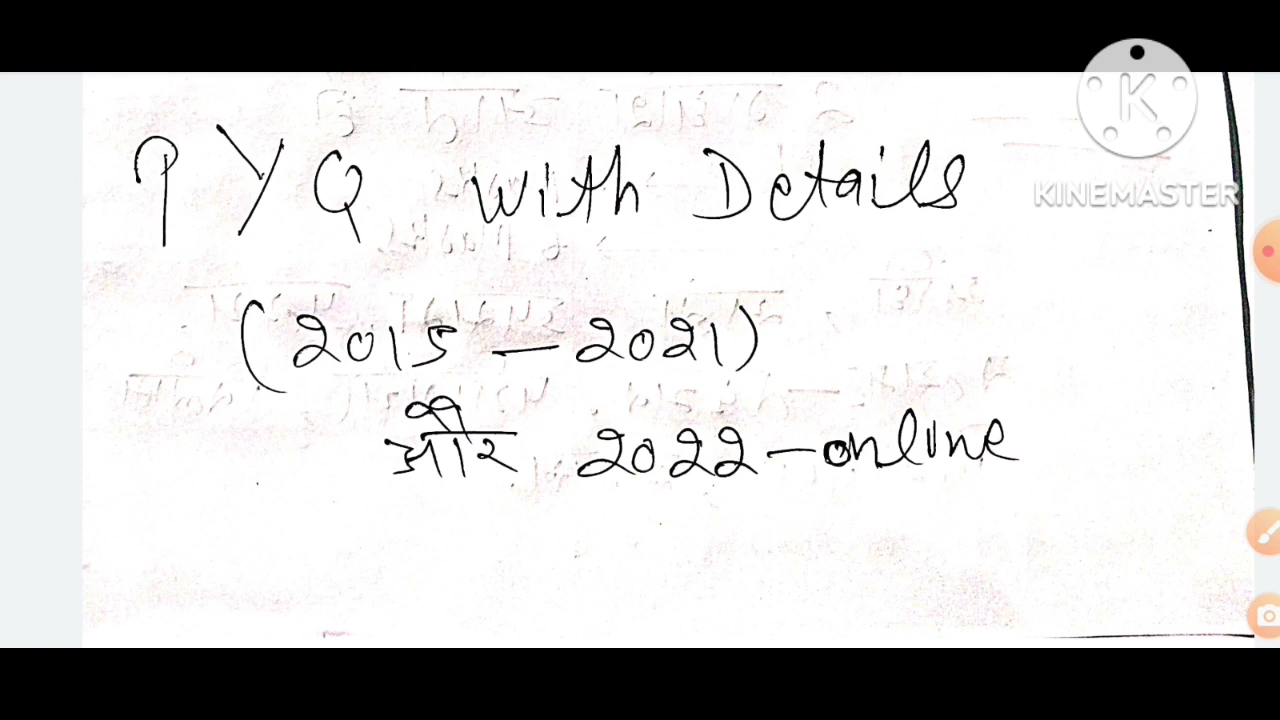 PYQ with Details
(2015 – 2021)
और 2022 – online
K
KINEMASTER